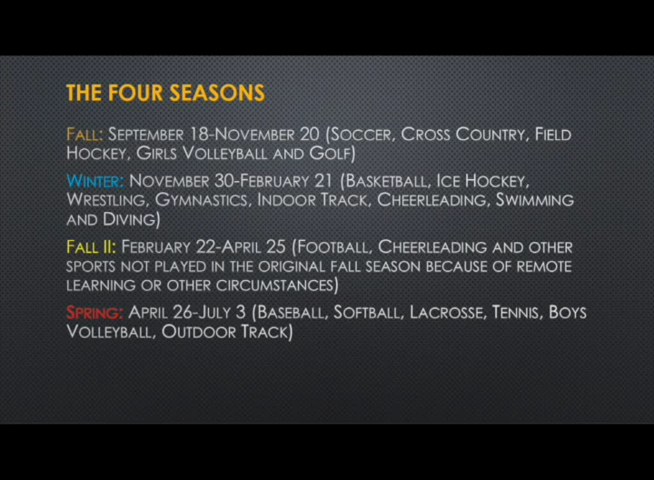 THE FOUR SEASONS
FALL: SEPTEMBER 18-NOVEMBER 20 (SOCCER, CROSS COUNTRY, FIELD
HOCKEY, GIRLS VOLLEYBALL AND GOLF)
WINTER: NOVEMBER 30-FEBRUARY 21 (BASKETBALL, ICE HOCKEY,
WRESTLING, GYMNASTICS, INDOOR TRACK, CHEERLEADING, SWIMMING
AND DIVING)
FALL II: FEBRUARY 22-APRIL 25 (FOOTBALL, CHEERLEADING AND OTHER
SPORTS NOT PLAYED IN THE ORIGINAL FALL SEASON BECAUSE OF REMOTE
LEARNING OR OTHER CIRCUMSTANCES)
SPRING: APRIL 26-JULY 3 (BASEBALL, SOFTBALL, LACROSSE, TENNIS, BOYS
VOLLEYBALL, OUTDOOR TRACK)